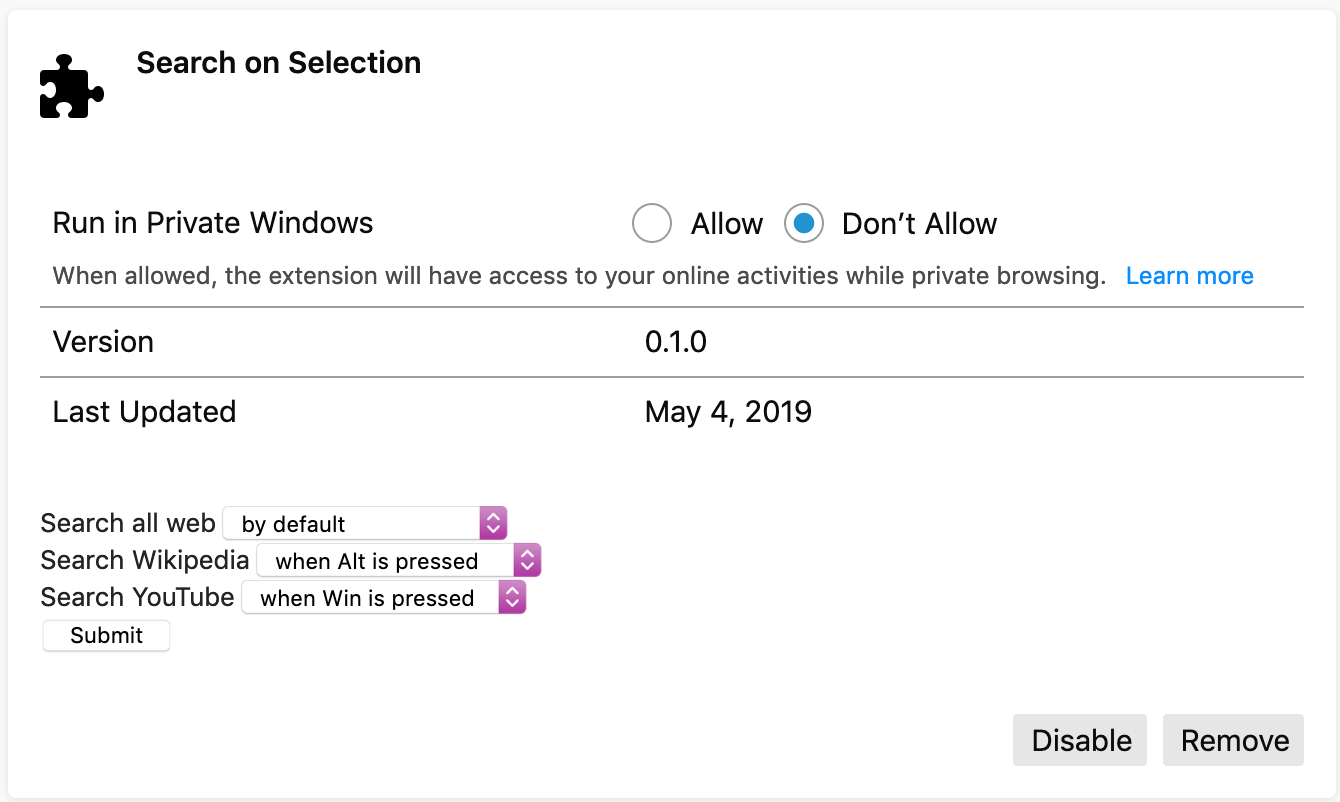 Search on Selection
Run in Private Windows Allow Don’t Allow
When allowed, the extension will have access to your online activities while private browsing. Learn more
Version 0.1.0
Last Updated May 4, 2019
Search all web by default
Search Wikipedia when Alt is pressed
Search YouTube when Win is pressed
Submit
Disable Remove